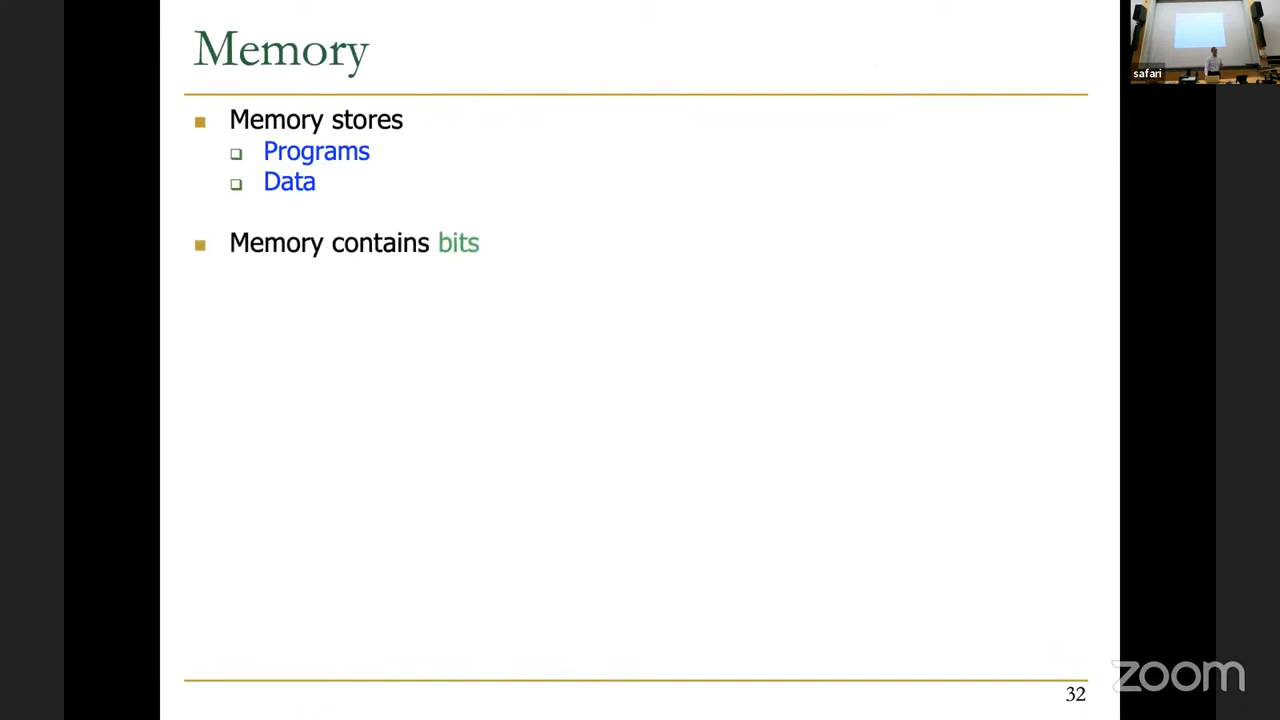 Memory
Memory stores
Programs
Data
Memory contains bits
32
safari
zoom